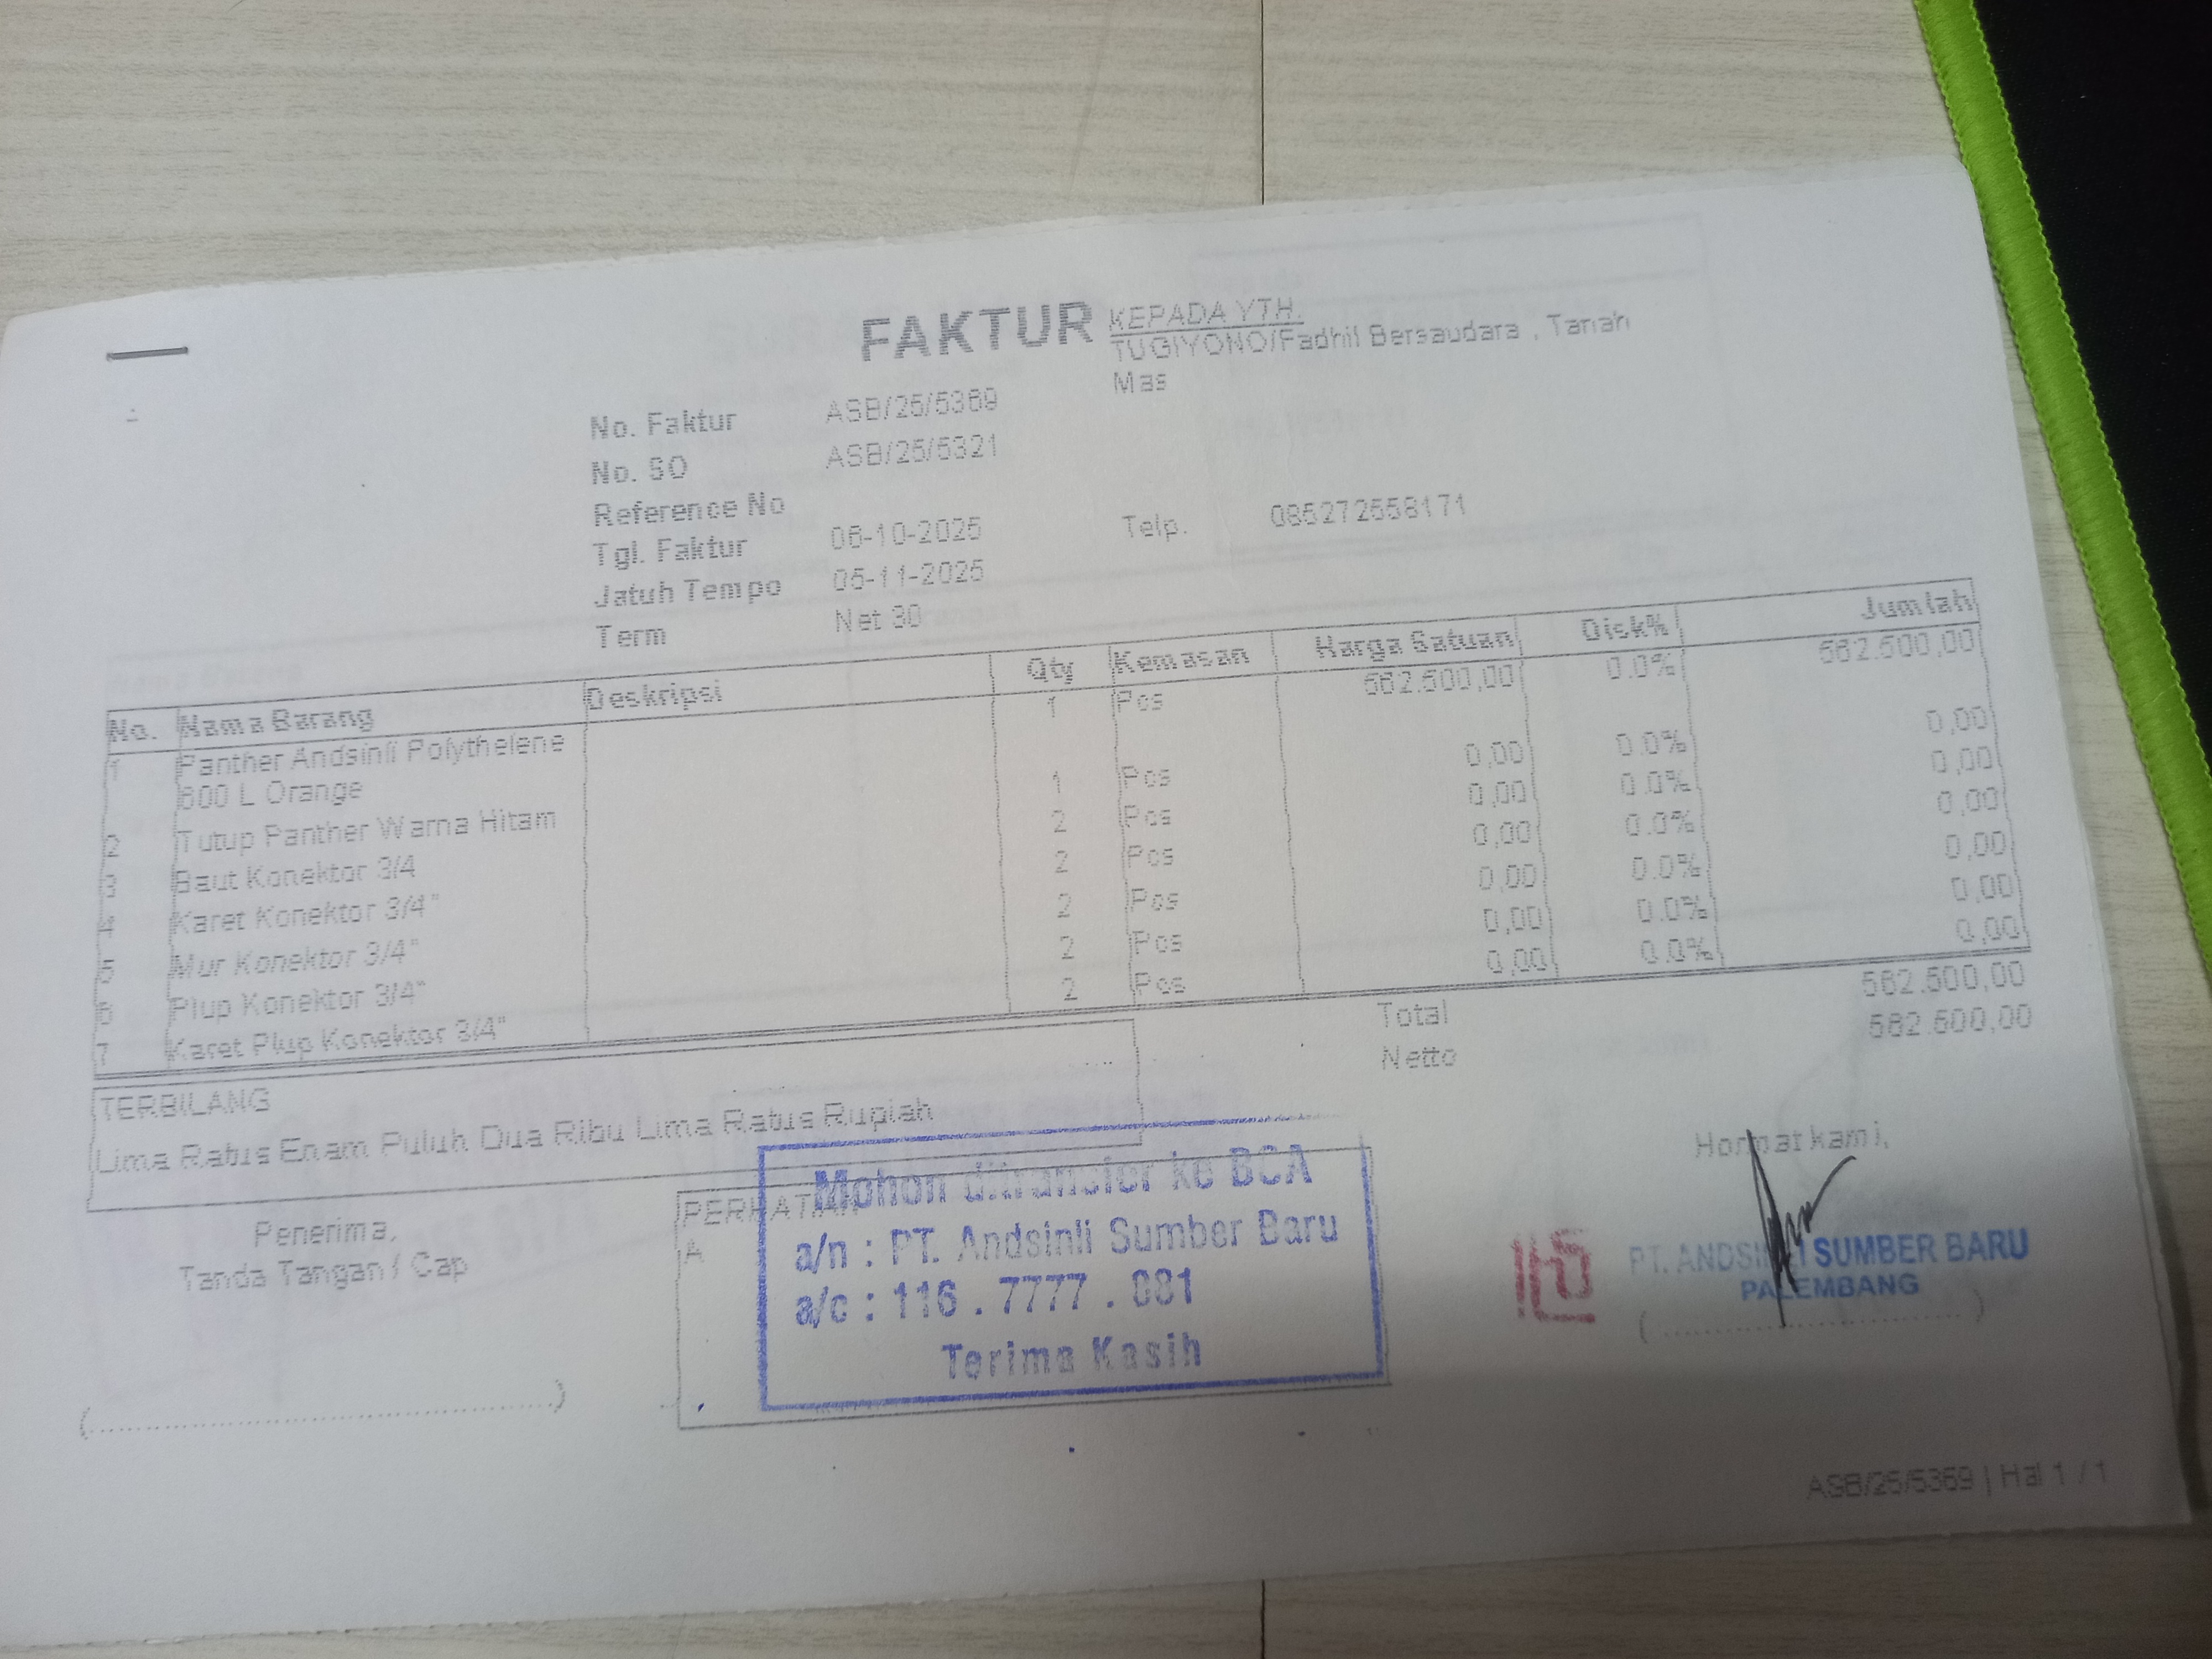 FAKTUR
KEPADA YTH.
TUGIYONO/Fadhil Bersaudara , Tanah
Mas
No. Faktur ASB/25/5369
No. SO ASB/25/5321
Reference No
Tgl. Faktur 06-10-2025
Jatuh Tempo 05-11-2025
Term Net 30
Telp. 085272558171
No. Nama Barang Deskripsi Qty Kemasan Harga Satuan Disk% Jumlah
1 Panther Andsinli Polythelene 1 Pcs 562.500,00 0.0% 562.500,00
600 L Orange
2 Tutup Panther Warna Hitam 1 Pcs 0,00 0.0% 0,00
3 Baut Konektor 3/4 2 Pcs 0,00 0.0% 0,00
4 Karet Konektor 3/4" 2 Pcs 0,00 0.0% 0,00
5 Mur Konektor 3/4" 2 Pcs 0,00 0.0% 0,00
6 Plup Konektor 3/4" 2 Pcs 0,00 0.0% 0,00
7 Karet Plup Konektor 3/4" 2 Pcs 0,00 0.0% 0,00
Total 562.500,00
Netto 562.500,00
TERBILANG
Lima Ratus Enam Puluh Dua Ribu Lima Ratus Rupiah
Penerima,
Tanda Tangan / Cap
(..................................................)
PERHATIAN
A
Mohon ditransfer ke BCA
a/n : PT. Andsinli Sumber Baru
a/c : 116 . 7777 . 081
Terima Kasih
Hormat kami,
PT. ANDSINLI SUMBER BARU
PALEMBANG
(..................................)
ASB/25/5369 | Hal 1 / 1